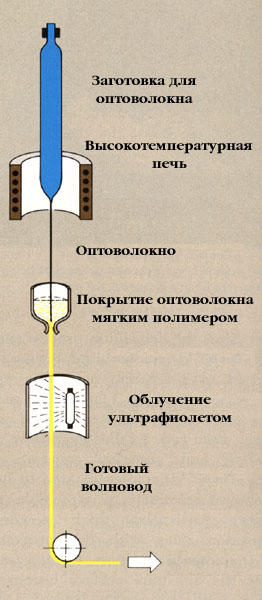 Заготовка для
оптоволокна
Высокотемпературная
печь
Оптоволокно
Покрытие оптоволокна
мягким полимером
Облучение
ультрафиолетом
Готовый
волновод